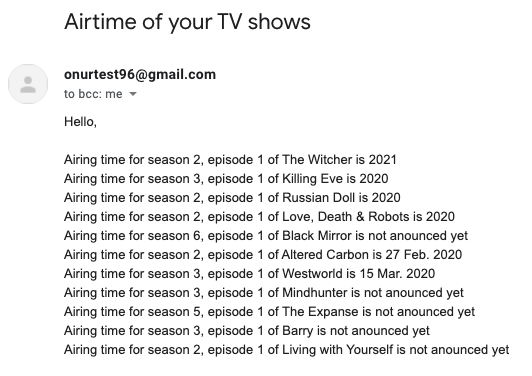 Airtime of your TV shows
onurtest96@gmail.com
to bcc: me
Hello,
Airing time for season 2, episode 1 of The Witcher is 2021
Airing time for season 3, episode 1 of Killing Eve is 2020
Airing time for season 2, episode 1 of Russian Doll is 2020
Airing time for season 2, episode 1 of Love, Death & Robots is 2020
Airing time for season 6, episode 1 of Black Mirror is not anounced yet
Airing time for season 2, episode 1 of Altered Carbon is 27 Feb. 2020
Airing time for season 3, episode 1 of Westworld is 15 Mar. 2020
Airing time for season 3, episode 1 of Mindhunter is not anounced yet
Airing time for season 5, episode 1 of The Expanse is not anounced yet
Airing time for season 3, episode 1 of Barry is not anounced yet
Airing time for season 2, episode 1 of Living with Yourself is not anounced yet